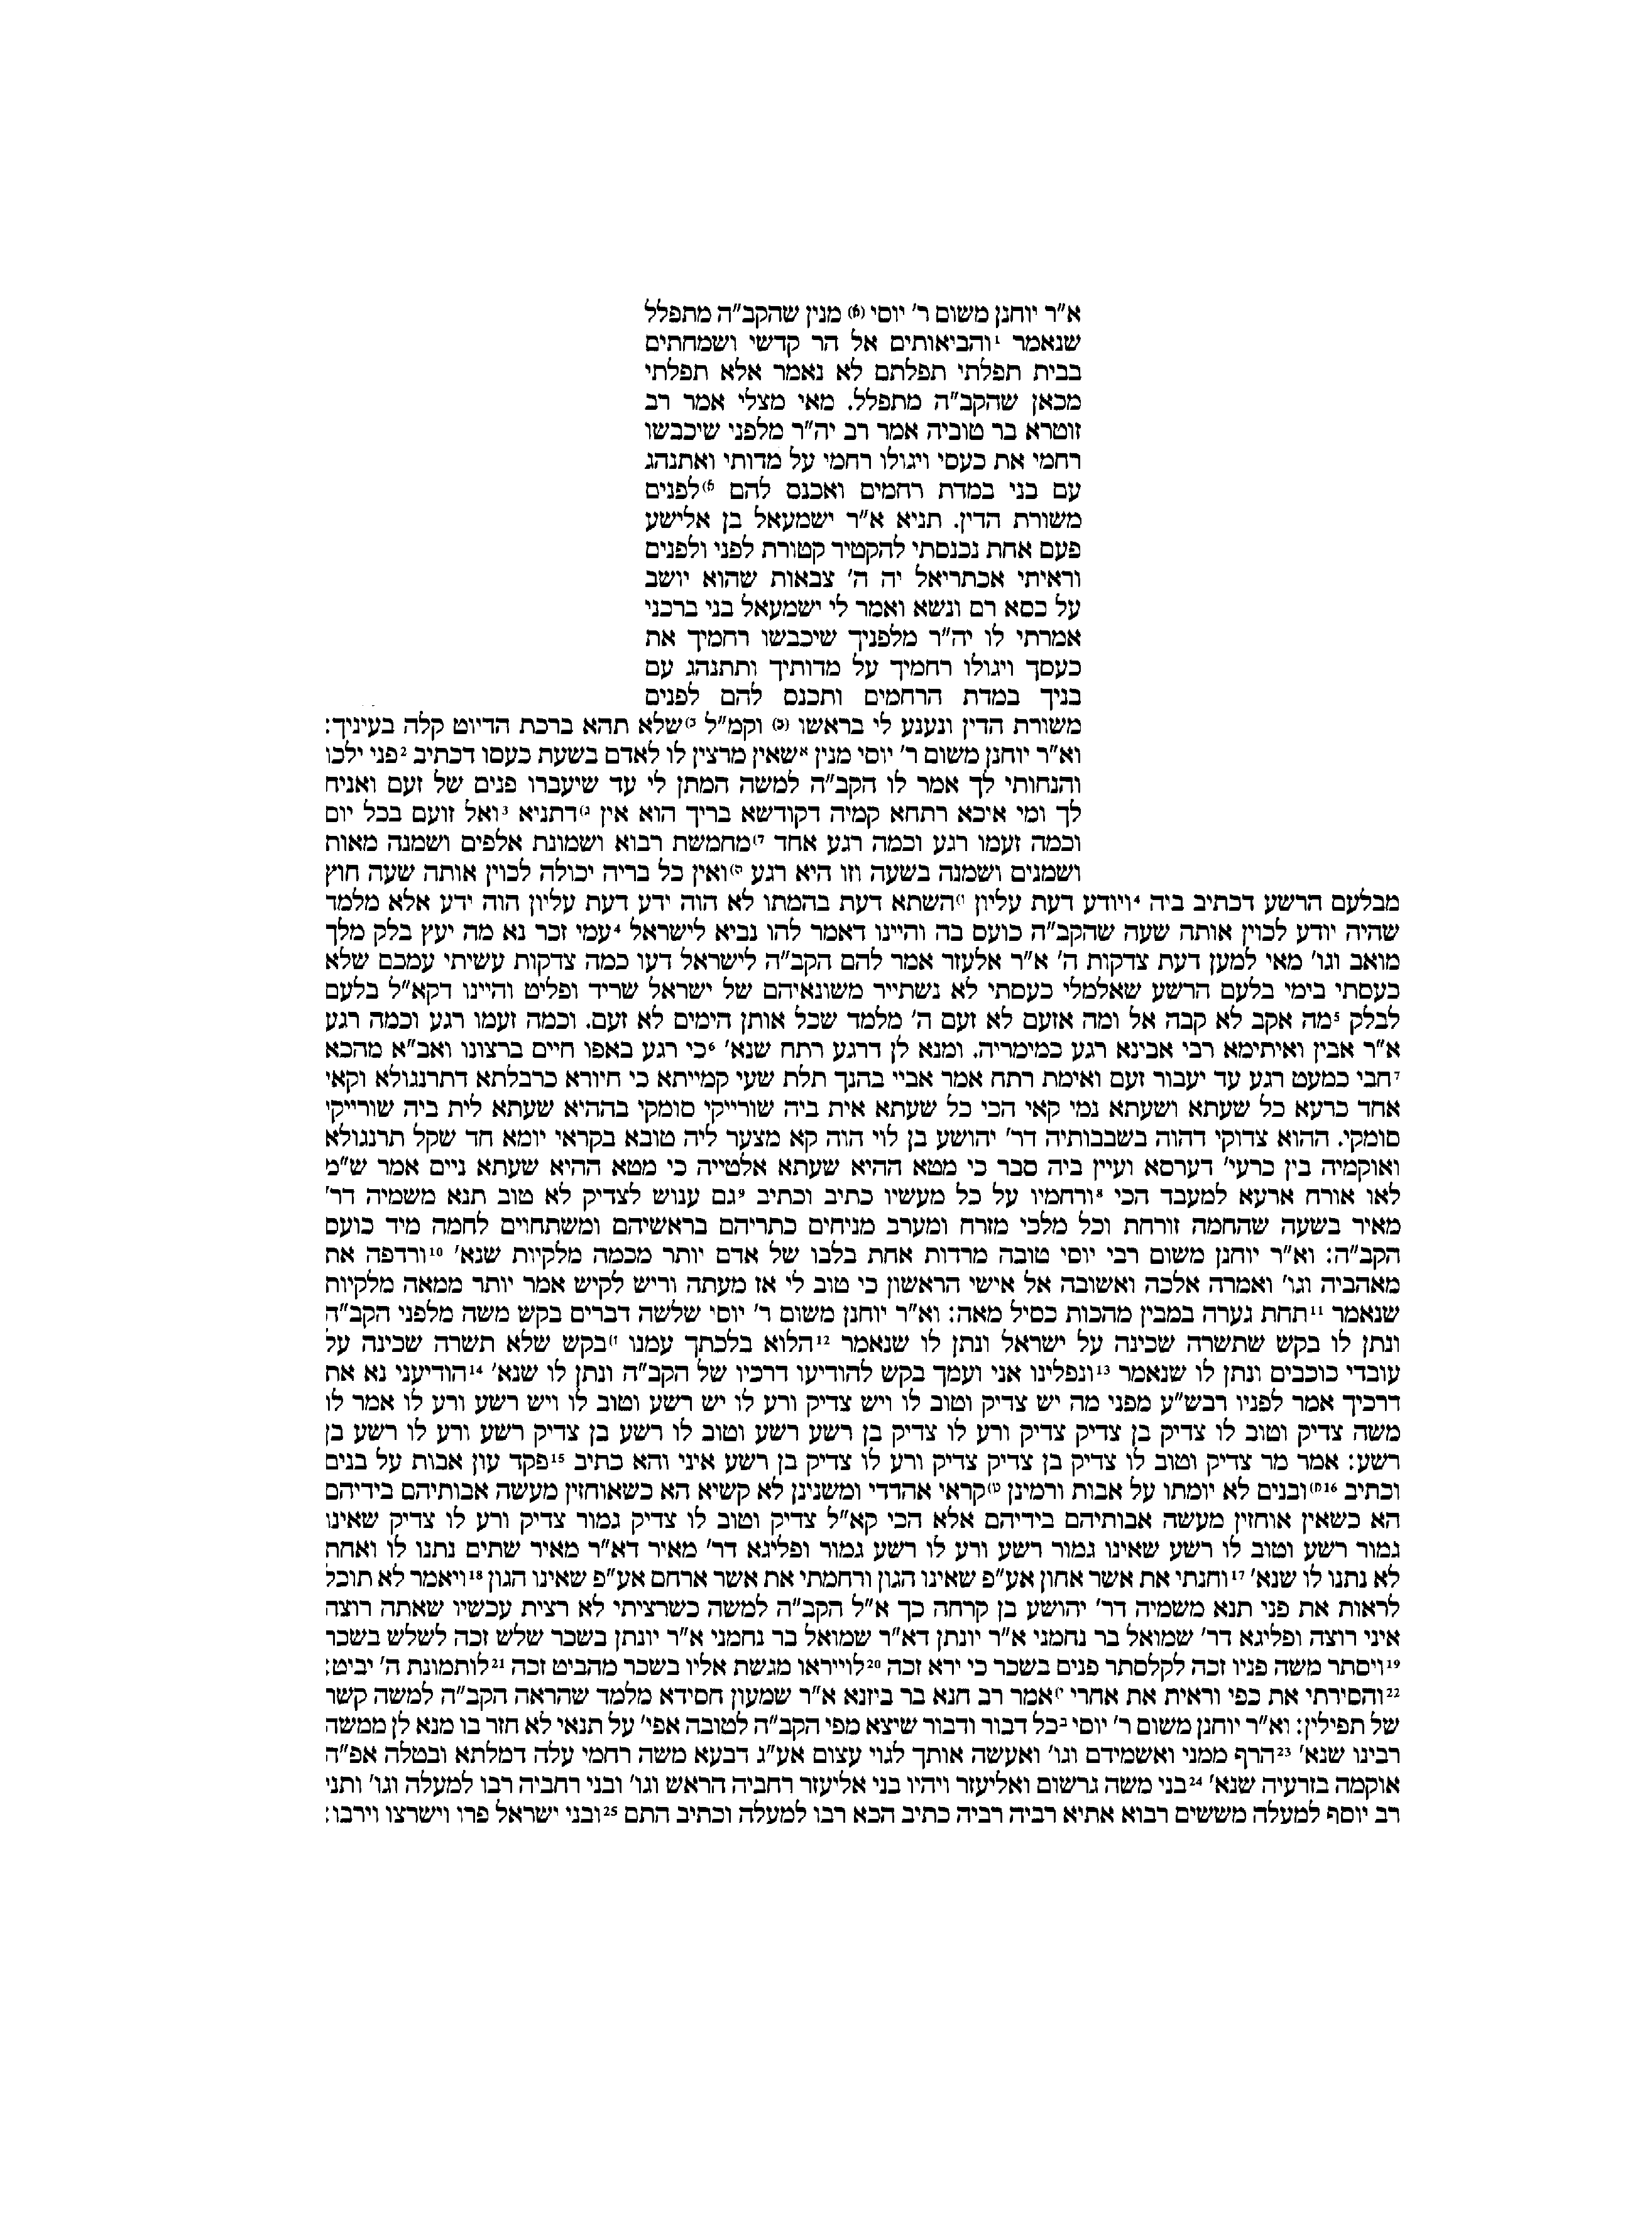 א"ר יוחנן משום ר' יוסי (א) מנין שהקב"ה מתפלל
שנאמר 1והביאותים אל הר קדשי ושמחתים
בבית תפלתי תפלתם לא נאמר אלא תפלתי
מכאן שהקב"ה מתפלל. מאי מצלי אמר רב
זוטרא בר טוביה אמר רב יה"ר מלפני שיכבשו
רחמי את כעסי ויגולו רחמי על מדותי ואתנהג
עם בני במדת רחמים ואכנס להם א)לפנים
משורת הדין. תניא א"ר ישמעאל בן אלישע
פעם אחת נכנסתי להקטיר קטורת לפני ולפנים
וראיתי אכתריאל יה ה' צבאות שהוא יושב
על כסא רם ונשא ואמר לי ישמעאל בני ברכני
אמרתי לו יה"ר מלפניך שיכבשו רחמיך את
כעסך ויגולו רחמיך על מדותיך ותתנהג עם
בניך במדת הרחמים ותכנס להם לפנים
משורת הדין ונענע לי בראשו (ב) וקמ"ל ב)שלא תהא ברכת הדיוט קלה בעיניך:
וא"ר יוחנן משום ר' יוסי מנין אשאין מרצין לו לאדם בשעת כעסו דכתיב 2פני ילכו
והנחותי לך אמר לו הקב"ה למשה המתן לי עד שיעברו פנים של זעם ואניח
לך ומי איכא רתחא קמיה דקודשא בריך הוא אין ג)דתניא 3ואל זועם בכל יום
וכמה זעמו רגע וכמה רגע אחד ד)מחמשת רבוא ושמונת אלפים ושמנה מאות
ושמנים ושמנה בשעה וזו היא רגע ה)ואין כל בריה יכולה לכוין אותה שעה חוץ
מבלעם הרשע דכתיב ביה 4ויודע דעת עליון ו)השתא דעת בהמתו לא הוה ידע דעת עליון הוה ידע אלא מלמד
שהיה יודע לכוין אותה שעה שהקב"ה כועס בה והיינו דאמר להו נביא לישראל 4עמי זכר נא מה יעץ בלק מלך
מואב וגו' מאי למען דעת צדקות ה' א"ר אלעזר אמר להם הקב"ה לישראל דעו כמה צדקות עשיתי עמכם שלא
כעסתי בימי בלעם הרשע שאלמלי כעסתי לא נשתייר משונאיהם של ישראל שריד ופליט והיינו דקא"ל בלעם
לבלק 5מה אקב לא קבה אל ומה אזעם לא זעם ה' מלמד שכל אותן הימים לא זעם. וכמה זעמו רגע וכמה רגע
א"ר אבין ואיתימא רבי אבינא רגע כמימריה. ומנא לן דרגע רתח שנא' 6כי רגע באפו חיים ברצונו ואב"א מהכא
7חבי כמעט רגע עד יעבור זעם ואימת רתח אמר אביי בהנך תלת שעי קמייתא כי חיורא כרבלתא דתרנגולא וקאי
אחד כרעא כל שעתא ושעתא נמי קאי הכי כל שעתא אית ביה שורייקי סומקי בההיא שעתא לית ביה שורייקי
סומקי. ההוא צדוקי דהוה בשבבותיה דר' יהושע בן לוי הוה קא מצער ליה טובא בקראי יומא חד שקל תרנגולא
ואוקמיה בין כרעי' דערסא ועיין ביה סבר כי מטא ההיא שעתא אלטייה כי מטא ההיא שעתא ניים אמר ש"מ
לאו אורח ארעא למעבד הכי 8ורחמיו על כל מעשיו כתיב וכתיב 9גם ענוש לצדיק לא טוב תנא משמיה דר'
מאיר בשעה שהחמה זורחת וכל מלכי מזרח ומערב מניחים כתריהם בראשיהם ומשתחוים לחמה מיד כועס
הקב"ה: וא"ר יוחנן משום רבי יוסי טובה מרדות אחת בלבו של אדם יותר מכמה מלקיות שנא' 10ורדפה את
מאהביה וגו' ואמרה אלכה ואשובה אל אישי הראשון כי טוב לי אז מעתה וריש לקיש אמר יותר ממאה מלקיות
שנאמר 11תחת גערה במבין מהכות כסיל מאה: וא"ר יוחנן משום ר' יוסי שלשה דברים בקש משה מלפני הקב"ה
ונתן לו בקש שתשרה שכינה על ישראל ונתן לו שנאמר 12הלוא בלכתך עמנו ז)בקש שלא תשרה שכינה על
עובדי כוכבים ונתן לו שנאמר 13ונפלינו אני ועמך בקש להודיעו דרכיו של הקב"ה ונתן לו שנא' 14הודיעני נא את
דרכיך אמר לפניו רבש"ע מפני מה יש צדיק וטוב לו ויש צדיק ורע לו יש רשע וטוב לו ויש רשע ורע לו אמר לו
משה צדיק וטוב לו צדיק בן צדיק צדיק ורע לו צדיק בן רשע רשע וטוב לו רשע בן צדיק רשע ורע לו רשע בן
רשע: אמר מר צדיק וטוב לו צדיק בן צדיק צדיק ורע לו צדיק בן רשע איני והא כתיב 15פקד עון אבות על בנים
וכתיב 16ח)ובנים לא יומתו על אבות ורמינן ט)קראי אהדדי ומשנינן לא קשיא הא כשאוחזין מעשה אבותיהם בידיהם
הא כשאין אוחזין מעשה אבותיהם בידיהם אלא הכי קא"ל צדיק וטוב לו צדיק גמור צדיק ורע לו צדיק שאינו
גמור רשע וטוב לו רשע שאינו גמור רשע ורע לו רשע גמור ופליגא דר' מאיר דא"ר מאיר שתים נתנו לו ואחת
לא נתנו לו שנא' 17וחנתי את אשר אחון אע"פ שאינו הגון ורחמתי את אשר ארחם אע"פ שאינו הגון 18ויאמר לא תוכל
לראות את פני תנא משמיה דר' יהושע בן קרחה כך א"ל הקב"ה למשה כשרציתי לא רצית עכשיו שאתה רוצה
איני רוצה ופליגא דר' שמואל בר נחמני א"ר יונתן דא"ר שמואל בר נחמני א"ר יונתן בשכר שלש זכה לשלש בשכר
19ויסתר משה פניו זכה לקלסתר פנים בשכר כי ירא זכה 20לוייראו מגשת אליו בשכר מהביט זכה 21לותמונת ה' יביט:
22והסירתי את כפי וראית את אחרי י)אמר רב חנא בר ביזנא א"ר שמעון חסידא מלמד שהראה הקב"ה למשה קשר
של תפילין: וא"ר יוחנן משום ר' יוסי בכל דבור ודבור שיצא מפי הקב"ה לטובה אפי' על תנאי לא חזר בו מנא לן ממשה
רבינו שנא' 23הרף ממני ואשמידם וגו' ואעשה אותך לגוי עצום אע"ג דבעא משה רחמי עלה דמלתא ובטלה אפ"ה
אוקמה בזרעיה שנא' 24בני משה גרשום ואליעזר ויהיו בני אליעזר רחביה הראש וגו' ובני רחביה רבו למעלה וגו' ותני
רב יוסף למעלה מששים רבוא אתיא רביה רביה כתיב הכא רבו למעלה וכתיב התם 25ובני ישראל פרו וישרצו וירבו: